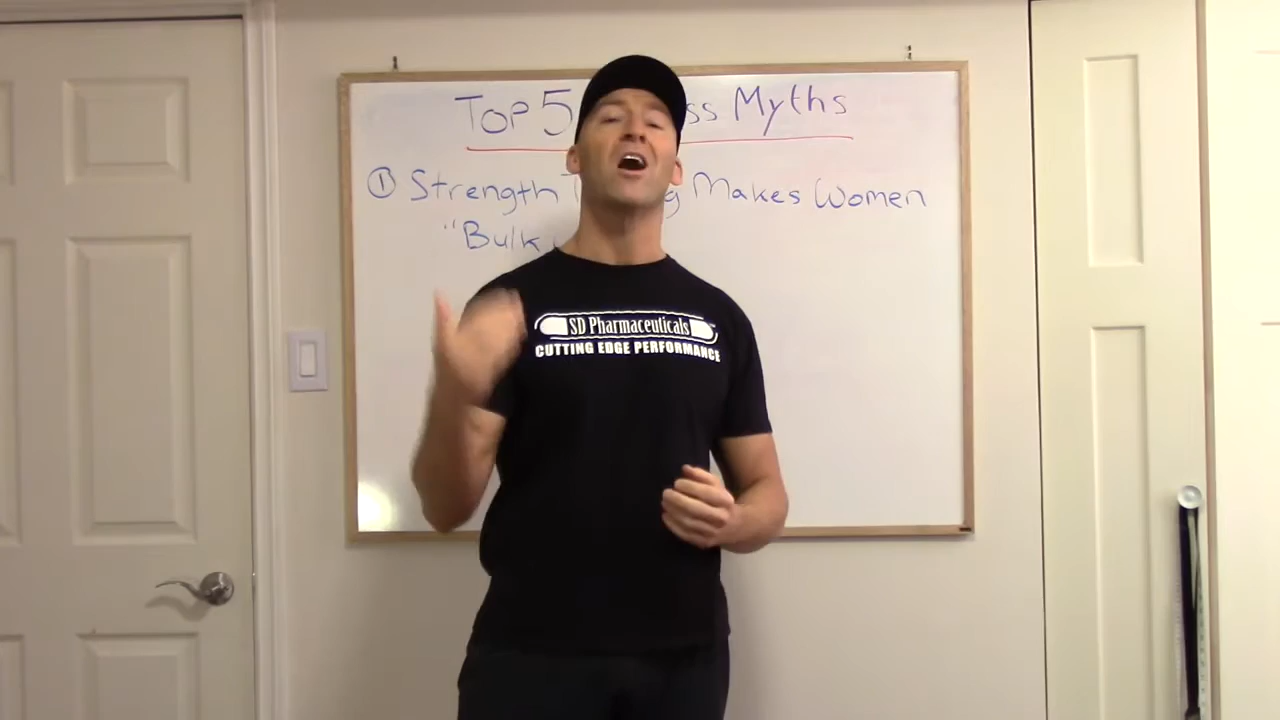 Top 5 ss Myths
① Strength T g Makes Women
"Bulk
SD Pharmaceuticals
CUTTING EDGE PERFORMANCE